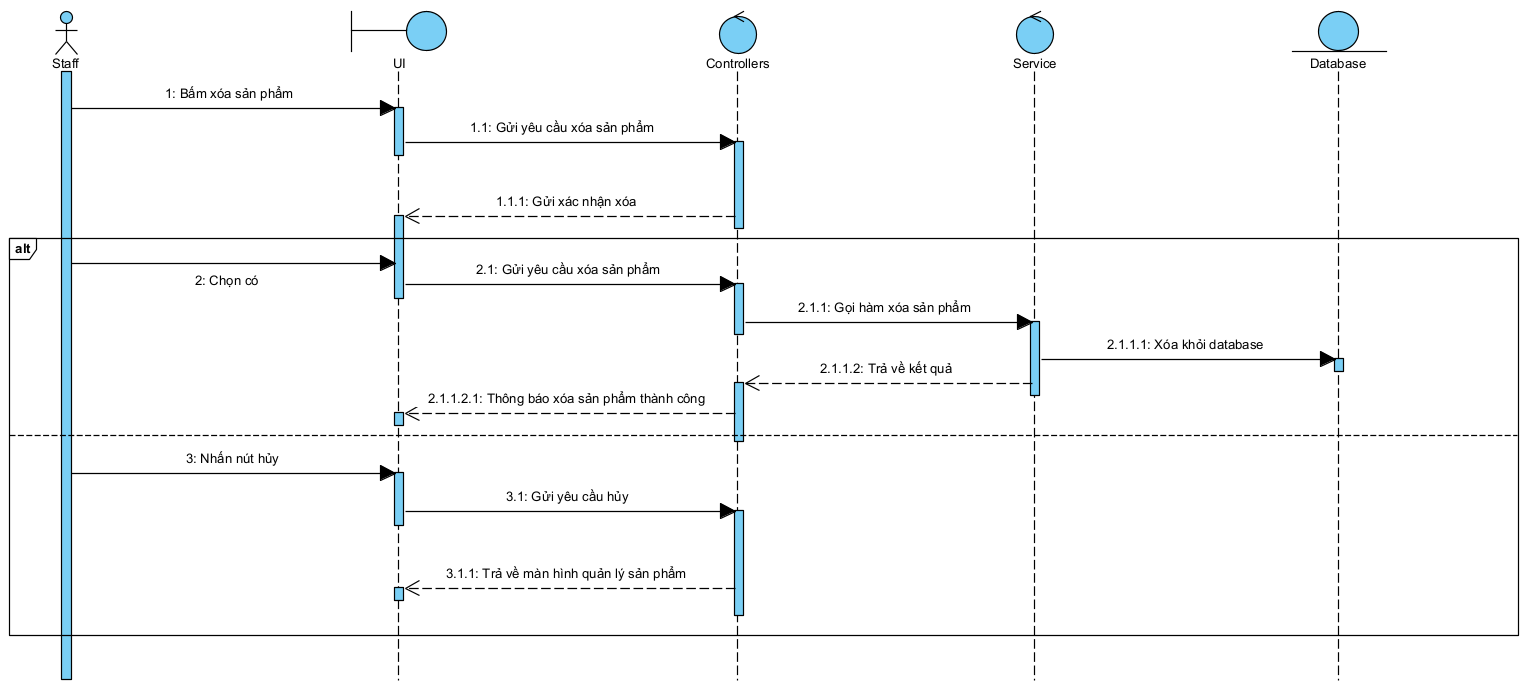 Staff
UI
Controllers
Service
Database
1: Bấm xóa sản phẩm
1.1: Gửi yêu cầu xóa sản phẩm
1.1.1: Gửi xác nhận xóa
alt
2: Chọn có
2.1: Gửi yêu cầu xóa sản phẩm
2.1.1: Gọi hàm xóa sản phẩm
2.1.1.1: Xóa khỏi database
2.1.1.2: Trả về kết quả
2.1.1.2.1: Thông báo xóa sản phẩm thành công
3: Nhấn nút hủy
3.1: Gửi yêu cầu hủy
3.1.1: Trả về màn hình quản lý sản phẩm